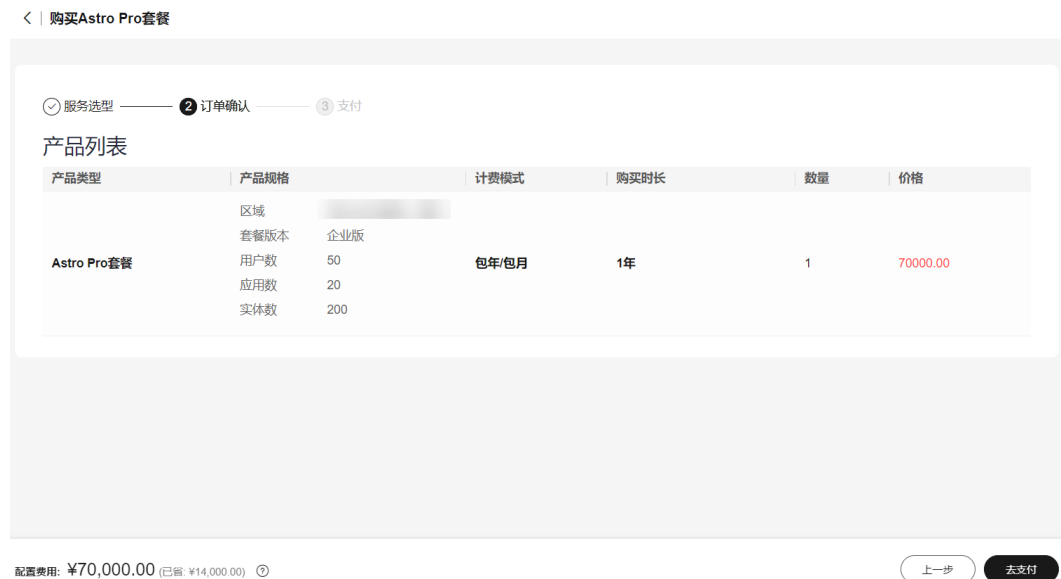 购买Astro Pro套餐
服务选型 2 订单确认 3 支付
产品列表
产品类型 产品规格 计费模式 购买时长 数量 价格
区域
套餐版本 企业版
用户数 50
Astro Pro套餐 包年/包月 1年 1 70000.00
应用数 20
实体数 200
配置费用: ¥70,000.00 (已省: ¥14,000.00) ? 上一步 去支付